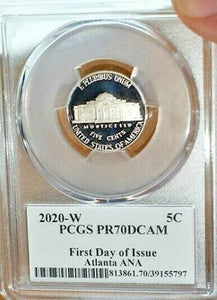 E PLURIBUS UNUM
MONTICELLO
FIVE CENTS
UNITED STATES OF AMERICA
2020-W 5C
PCGS PR70DCAM
First Day of Issue
Atlanta ANA
813861.70/39155797